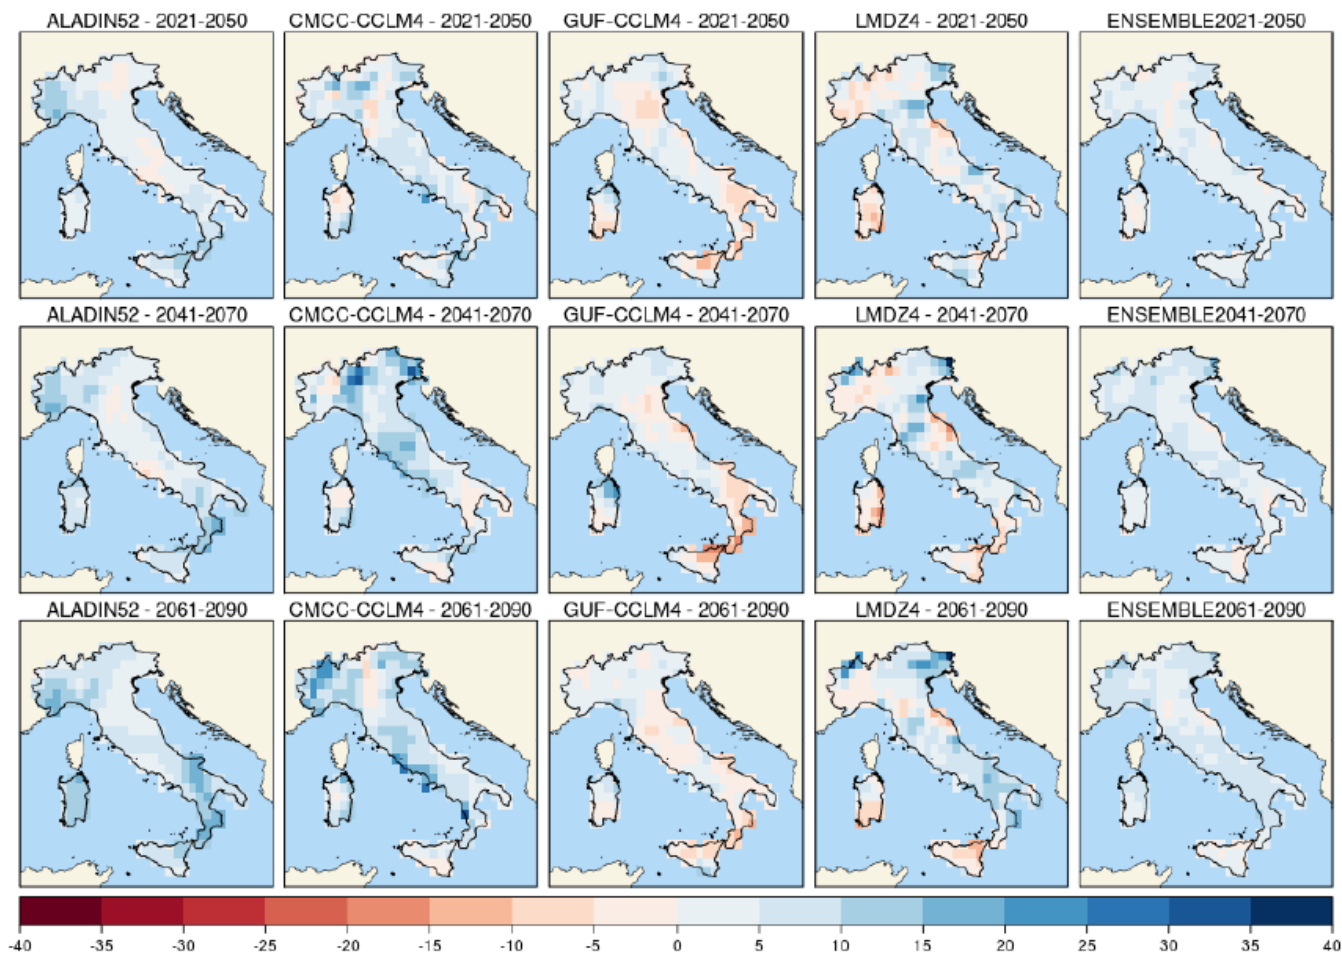 ALADIN52 - 2021-2050 CMCC-CCLM4 - 2021-2050 GUF-CCLM4 - 2021-2050 LMDZ4 - 2021-2050 ENSEMBLE2021-2050
ALADIN52 - 2041-2070 CMCC-CCLM4 - 2041-2070 GUF-CCLM4 - 2041-2070 LMDZ4 - 2041-2070 ENSEMBLE2041-2070
ALADIN52 - 2061-2090 CMCC-CCLM4 - 2061-2090 GUF-CCLM4 - 2061-2090 LMDZ4 - 2061-2090 ENSEMBLE2061-2090
-40 -35 -30 -25 -20 -15 -10 -5 0 5 10 15 20 25 30 35 40